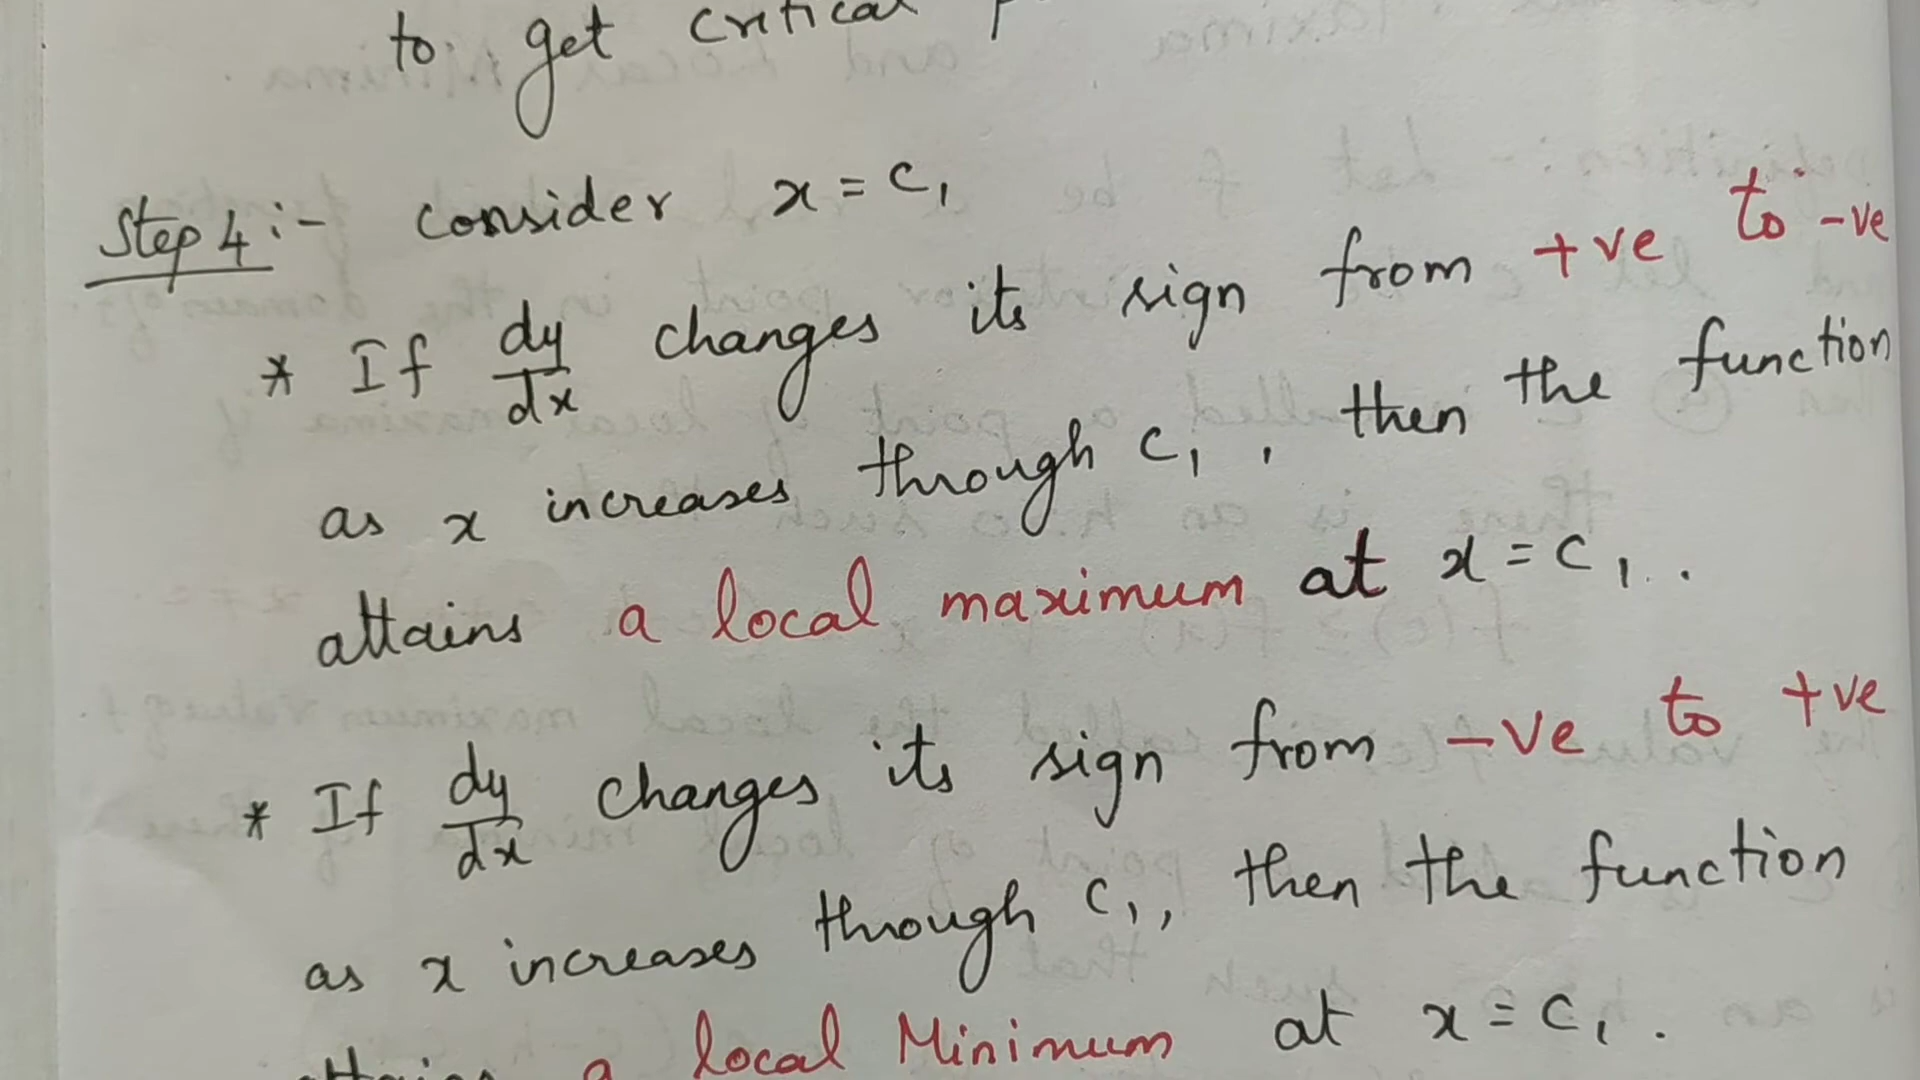 to get critical
Step 4 :- consider x = c₁
* If dy/dx changes its sign from +ve to -ve
as x increases through c₁, then the function
attains a local maximum at x = c₁.
* If dy/dx changes its sign from -ve to +ve
as x increases through c₁, then the function
attains a local Minimum at x = c₁.